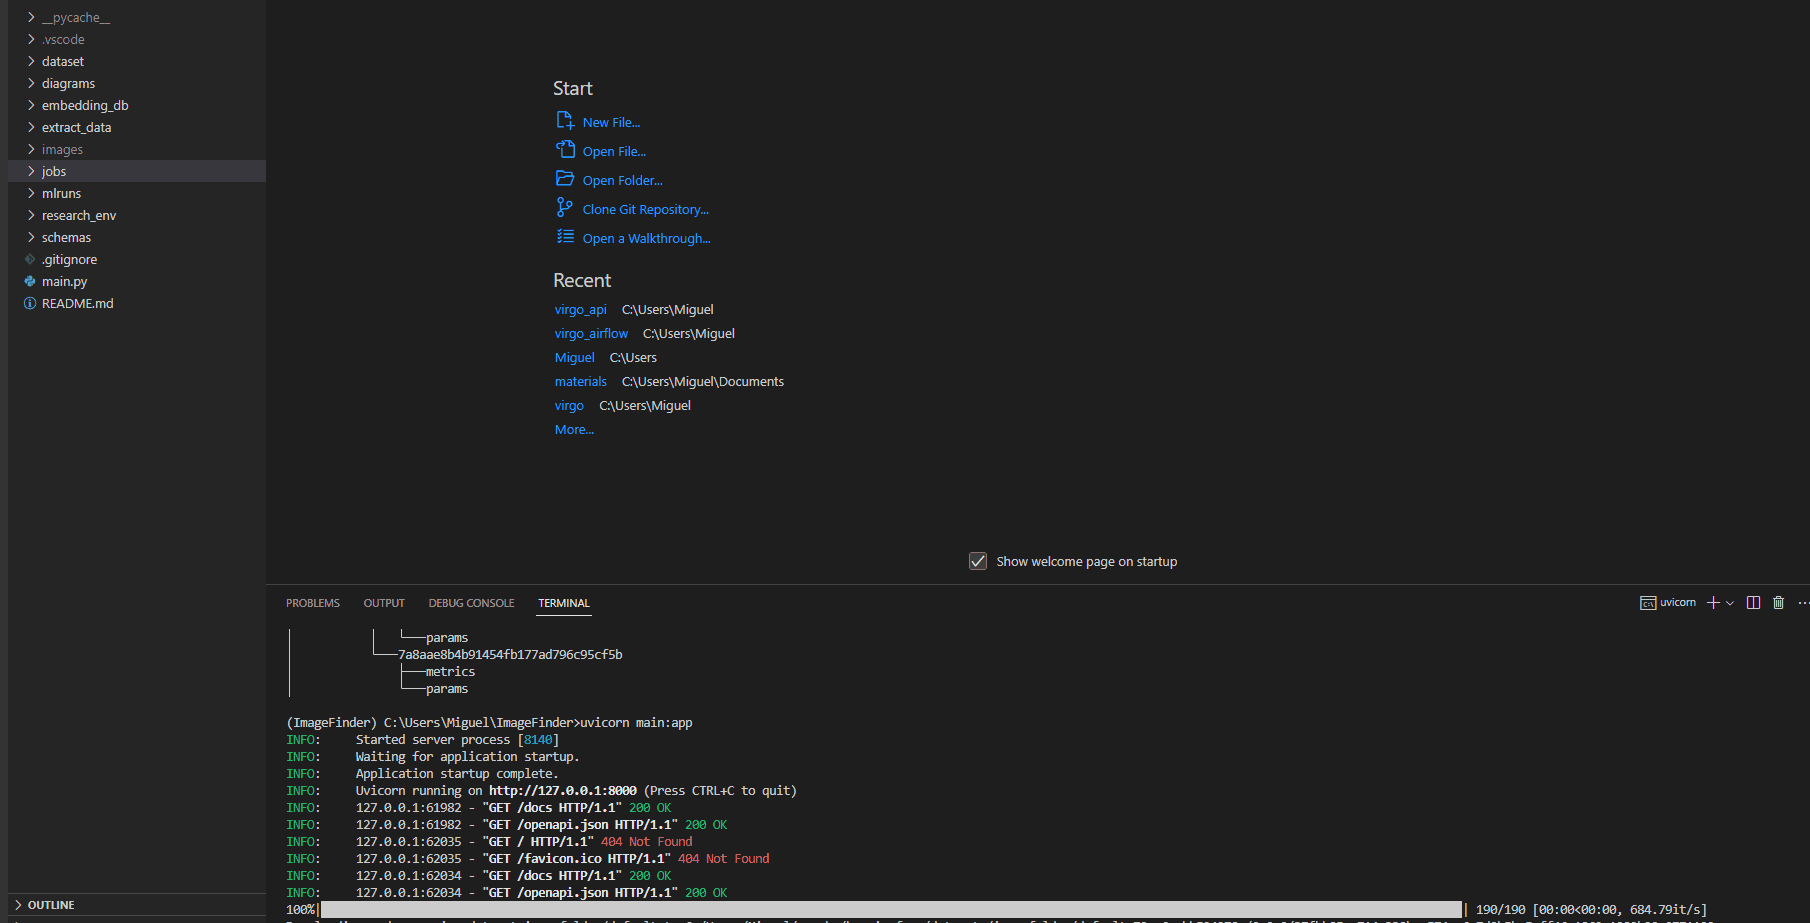 __pycache__
.vscode
dataset
diagrams
embedding_db
extract_data
images
jobs
mlruns
research_env
schemas
.gitignore
main.py
README.md
OUTLINE
Start
New File...
Open File...
Open Folder...
Clone Git Repository...
Open a Walkthrough...
Recent
virgo_api C:\Users\Miguel
virgo_airflow C:\Users\Miguel
Miguel C:\Users
materials C:\Users\Miguel\Documents
virgo C:\Users\Miguel
More...
Show welcome page on startup
PROBLEMS OUTPUT DEBUG CONSOLE TERMINAL
uvicorn
params
7a8aae8b4b91454fb177ad796c95cf5b
metrics
params
(ImageFinder) C:\Users\Miguel\ImageFinder>uvicorn main:app
INFO: Started server process [8140]
INFO: Waiting for application startup.
INFO: Application startup complete.
INFO: Uvicorn running on http://127.0.0.1:8000 (Press CTRL+C to quit)
INFO: 127.0.0.1:61982 - "GET /docs HTTP/1.1" 200 OK
INFO: 127.0.0.1:61982 - "GET /openapi.json HTTP/1.1" 200 OK
INFO: 127.0.0.1:62035 - "GET / HTTP/1.1" 404 Not Found
INFO: 127.0.0.1:62035 - "GET /favicon.ico HTTP/1.1" 404 Not Found
INFO: 127.0.0.1:62034 - "GET /docs HTTP/1.1" 200 OK
INFO: 127.0.0.1:62034 - "GET /openapi.json HTTP/1.1" 200 OK
100%| | 190/190 [00:00<00:00, 684.79it/s]